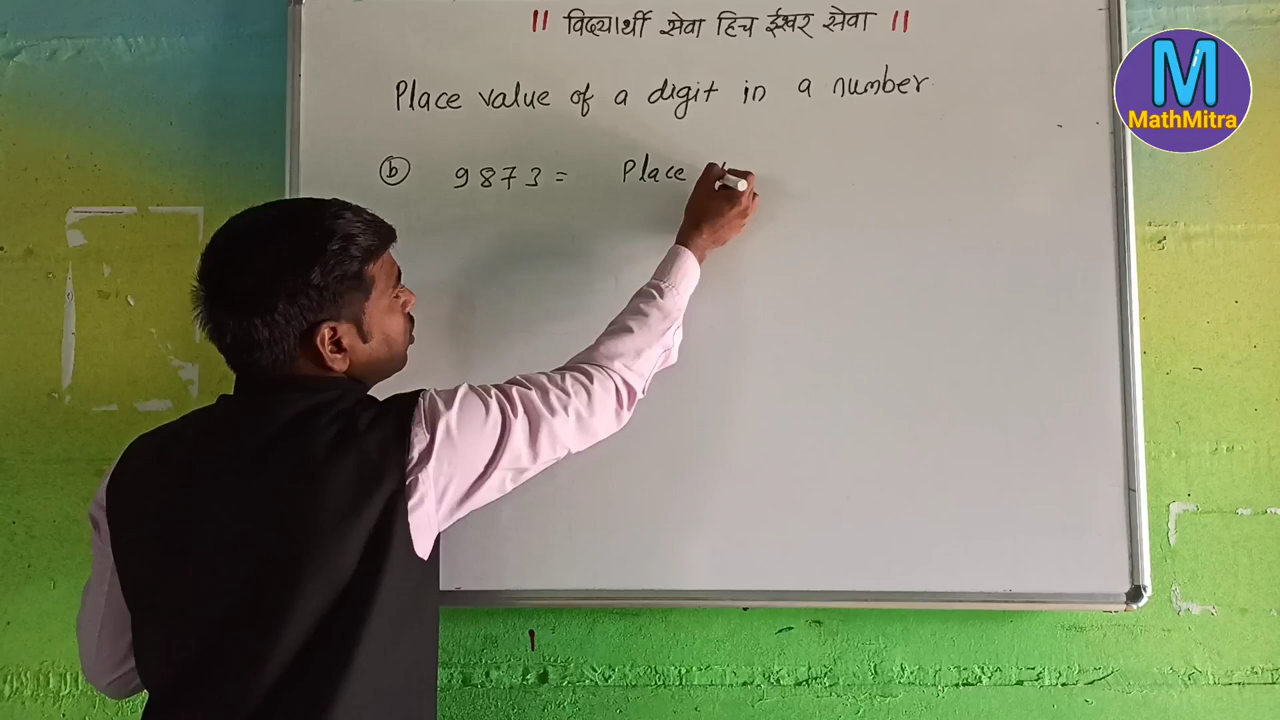 || विद्यार्थी सेवा हिच ईश्वर सेवा ||
Place value of a digit in a number.
(b) 9873 = Place
M
MathMitra